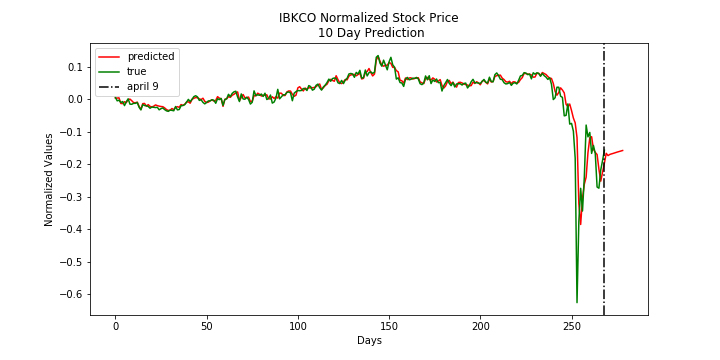 IBKCO Normalized Stock Price
10 Day Prediction
predicted
true
april 9
0.1
0.0
−0.1
−0.2
−0.3
−0.4
−0.5
−0.6
Normalized Values
0 50 100 150 200 250
Days